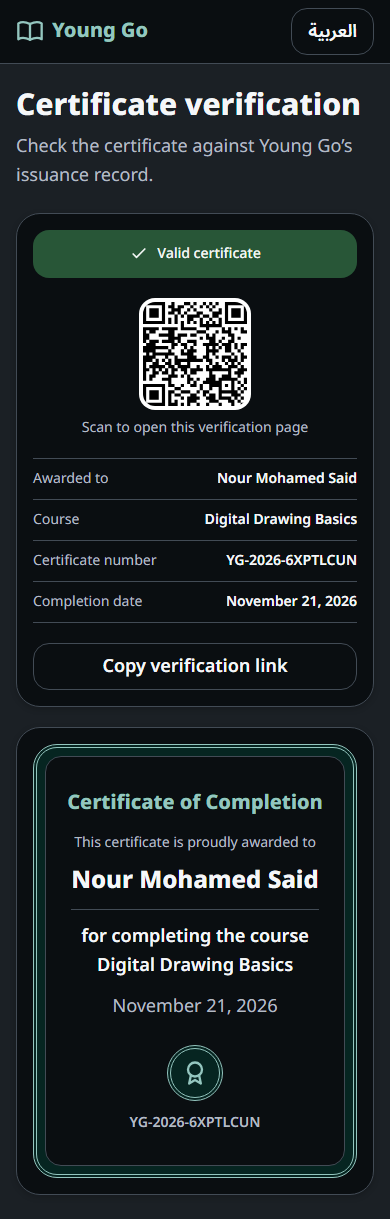 Young Go
العربية
Certificate verification
Check the certificate against Young Go’s
issuance record.
Valid certificate
Scan to open this verification page
Awarded to Nour Mohamed Said
Course Digital Drawing Basics
Certificate number YG-2026-6XPTLCUN
Completion date November 21, 2026
Copy verification link
Certificate of Completion
This certificate is proudly awarded to
Nour Mohamed Said
for completing the course
Digital Drawing Basics
November 21, 2026
YG-2026-6XPTLCUN